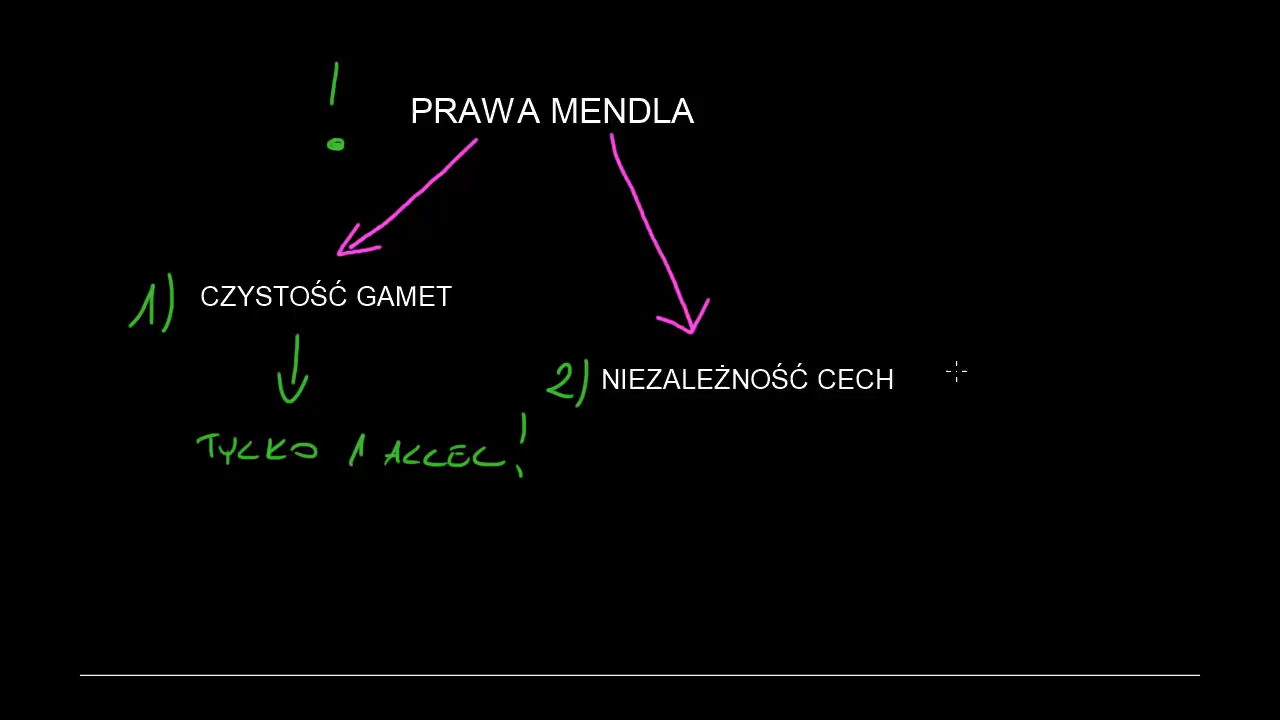 !
PRAWA MENDLA
1) CZYSTOŚĆ GAMET
2) NIEZALEŻNOŚĆ CECH
TYLKO 1 ALLEL!